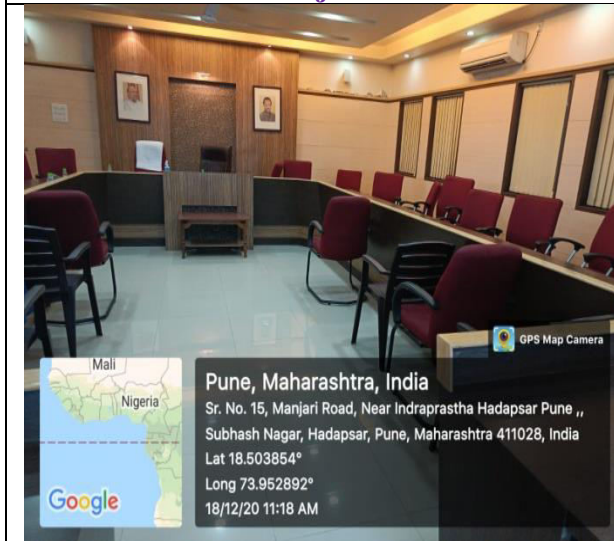 GPS Map Camera
Mali
Nigeria
Google
Pune, Maharashtra, India
Sr. No. 15, Manjari Road, Near Indraprastha Hadapsar Pune ,,
Subhash Nagar, Hadapsar, Pune, Maharashtra 411028, India
Lat 18.503854°
Long 73.952892°
18/12/20 11:18 AM